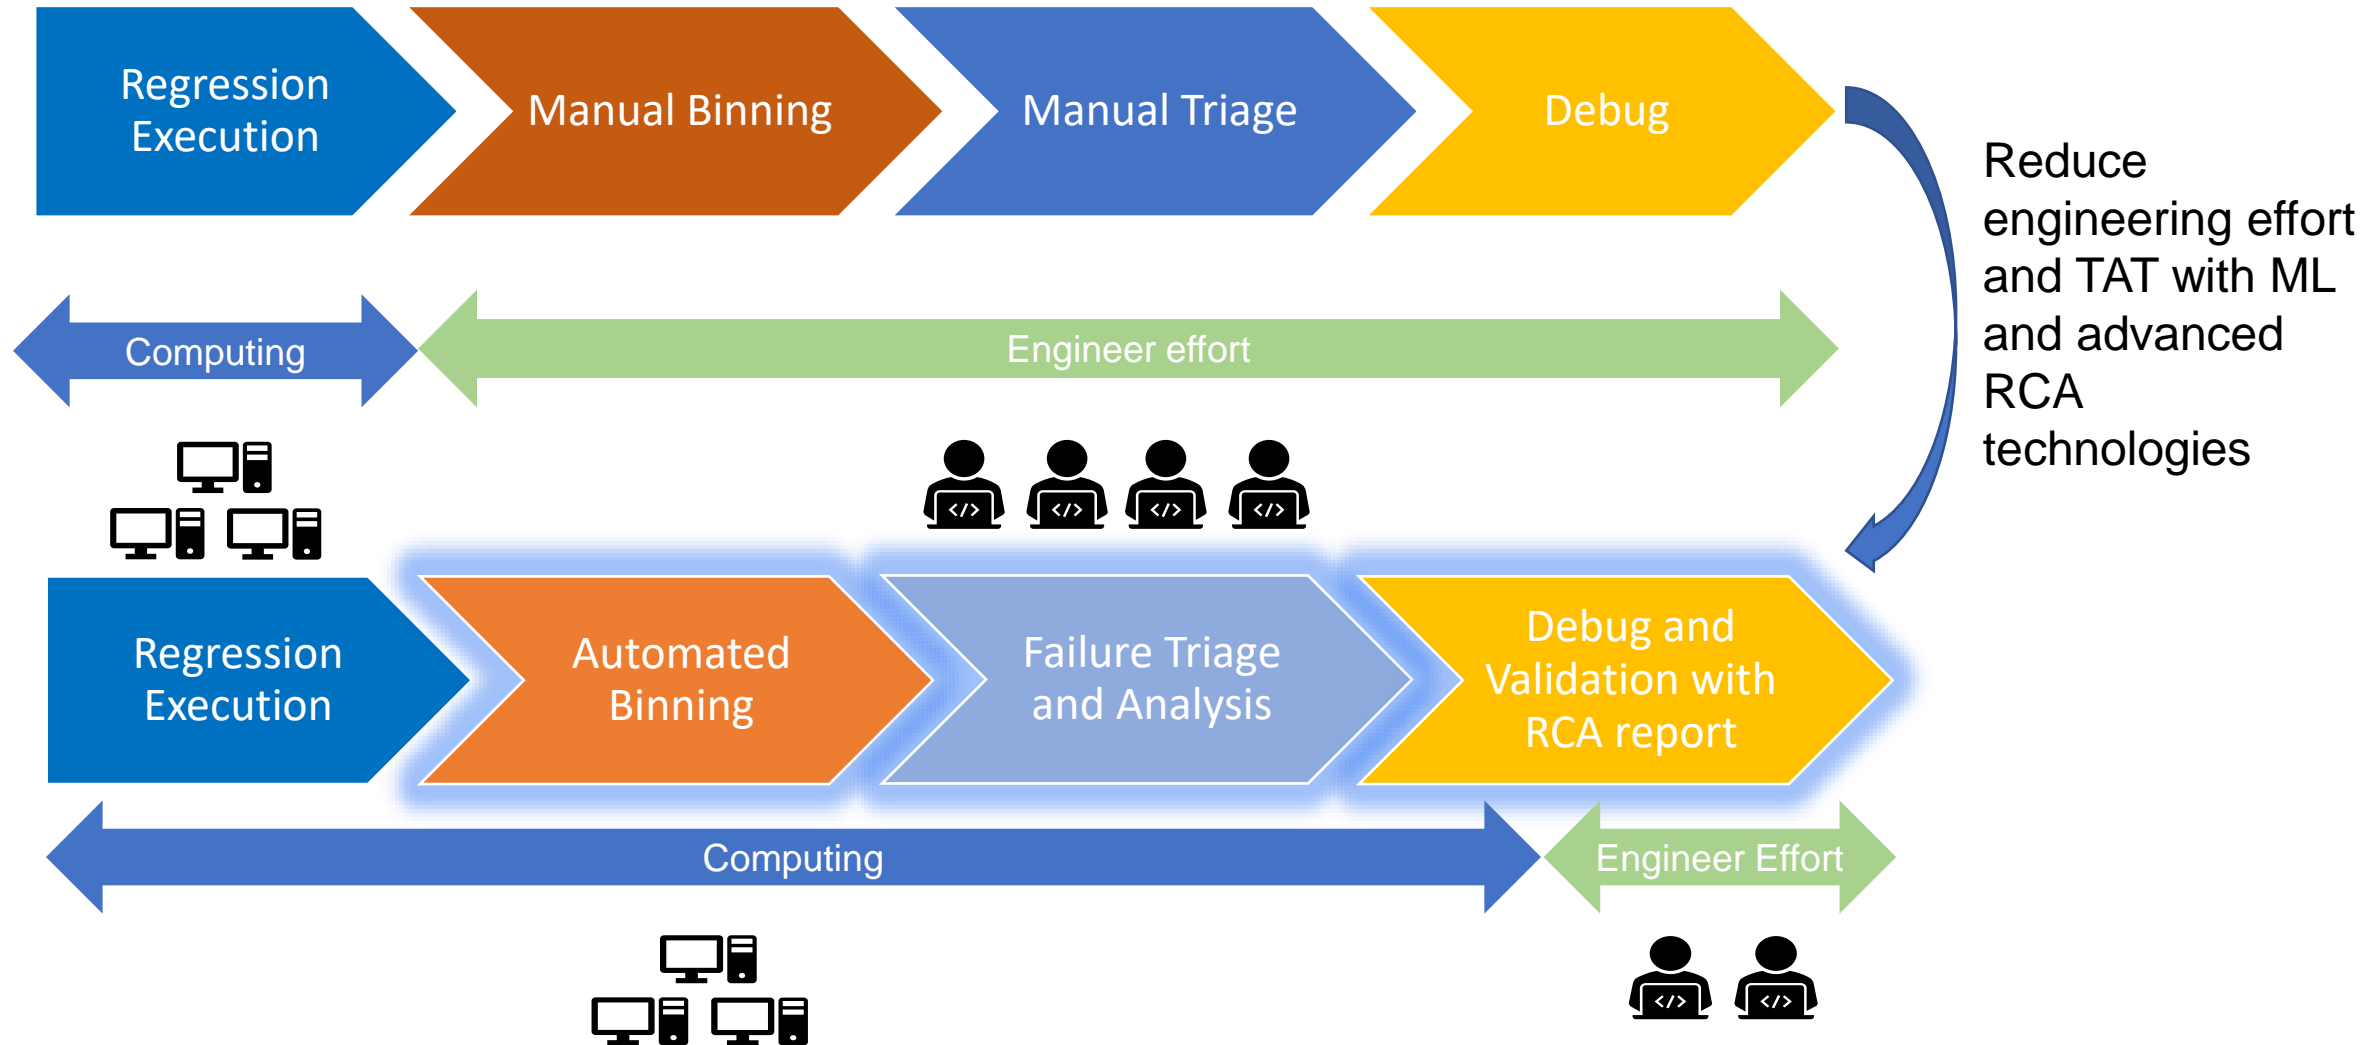 Regression
Execution
Manual Binning
Manual Triage
Debug
Reduce
engineering effort
and TAT with ML
and advanced
RCA
technologies
Computing
Engineer effort
</>
</>
</>
</>
Regression
Execution
Automated
Binning
Failure Triage
and Analysis
Debug and
Validation with
RCA report
Computing
Engineer Effort
</>
</>